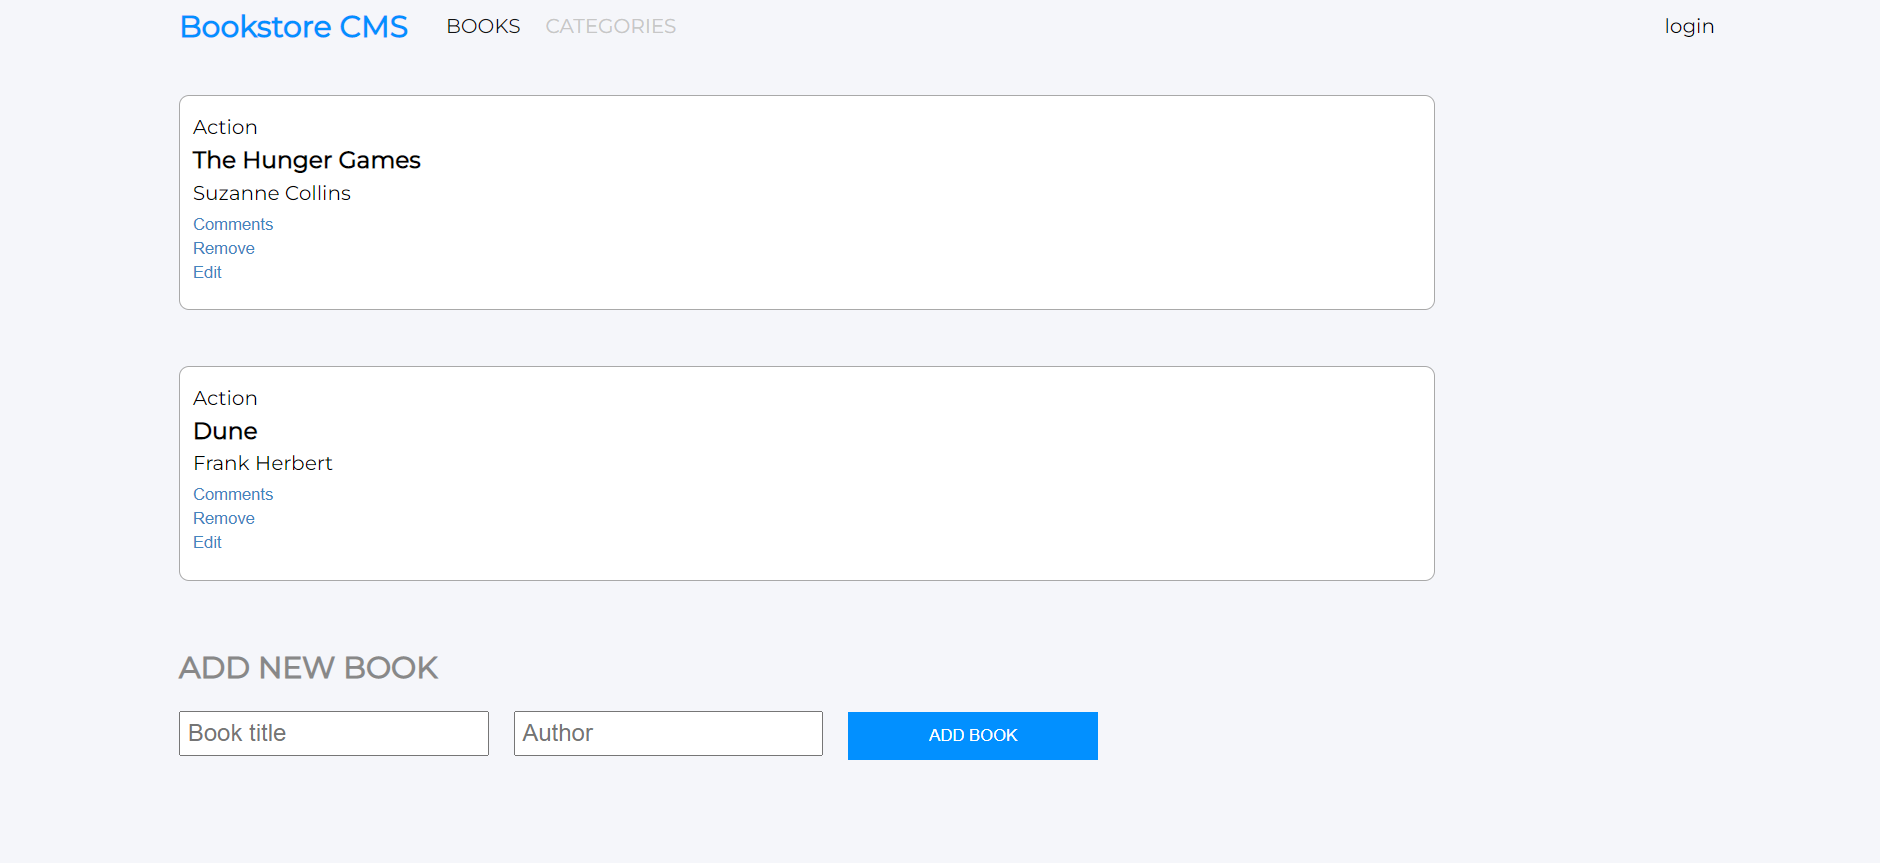 Bookstore CMS BOOKS CATEGORIES login
Action
The Hunger Games
Suzanne Collins
Comments
Remove
Edit
Action
Dune
Frank Herbert
Comments
Remove
Edit
ADD NEW BOOK
Book title Author ADD BOOK